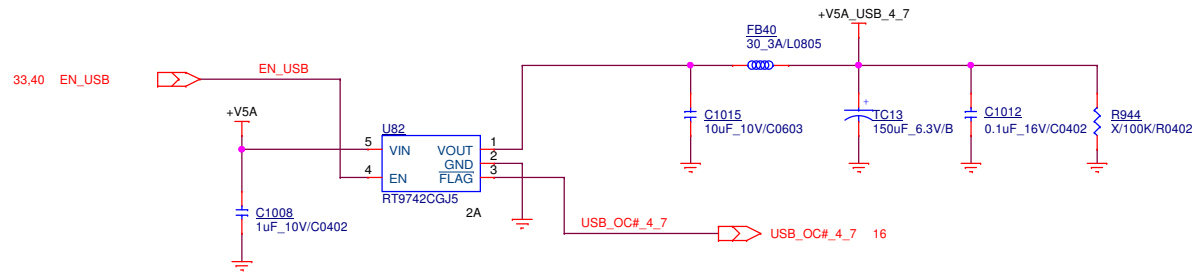 +V5A_USB_4_7
FB40
30_3A/L0805
33,40 EN_USB
EN_USB
+V5A
C1015
10uF_10V/C0603
+
TC13
150uF_6.3V/B
C1012
0.1uF_16V/C0402
R944
X/100K/R0402
U82
5 VIN VOUT 1
GND 2
4 EN FLAG 3
RT9742CGJ5
2A
C1008
1uF_10V/C0402
USB_OC#_4_7
USB_OC#_4_7 16